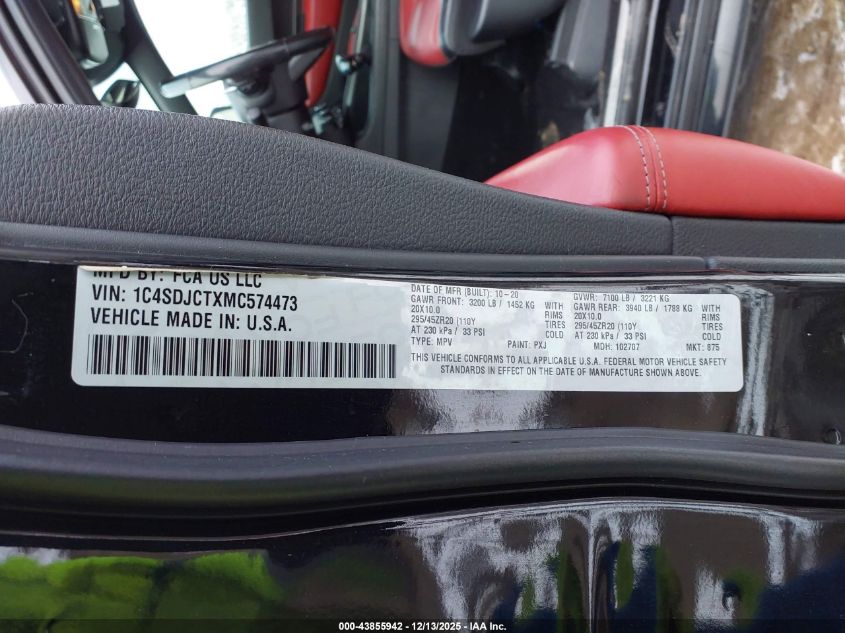 MFD BY: FCA US LLC
VIN: 1C4SDJCTXMC574473
VEHICLE MADE IN: U.S.A.
DATE OF MFR (BUILT): 10-20
GAWR FRONT: 3200 LB / 1452 KG WITH
20X10.0 RIMS
295/45ZR20 (110Y TIRES
AT 230 kPa / 33 PSI COLD
TYPE: MPV PAINT: PXJ
GVWR: 7100 LB / 3221 KG
GAWR REAR: 3940 LB / 1788 KG WITH
20X10.0 RIMS
295/45ZR20 (110Y TIRES
AT 230 kPa / 33 PSI COLD
MDH: 102707 MKT: 875
THIS VEHICLE CONFORMS TO ALL APPLICABLE U.S.A. FEDERAL MOTOR VEHICLE SAFETY
STANDARDS IN EFFECT ON THE DATE OF MANUFACTURE SHOWN ABOVE.
000-43855942 - 12/13/2025 - IAA Inc.